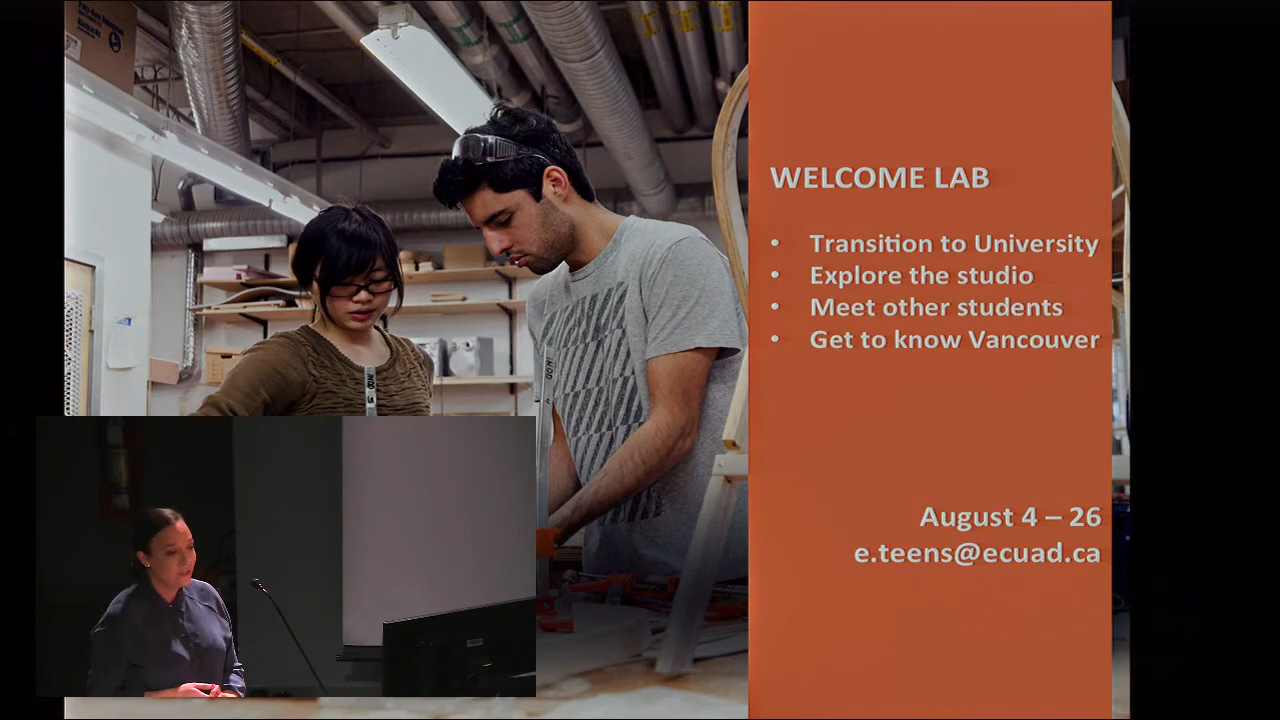 WELCOME LAB
• Transition to University
• Explore the studio
• Meet other students
• Get to know Vancouver
August 4 – 26
e.teens@ecuad.ca